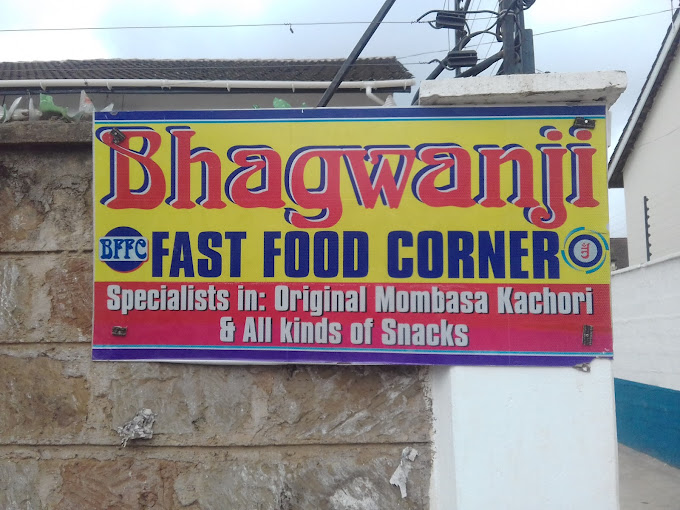 Bhagwanji
BFFC FAST FOOD CORNER
Specialists in: Original Mombasa Kachori
& All kinds of Snacks